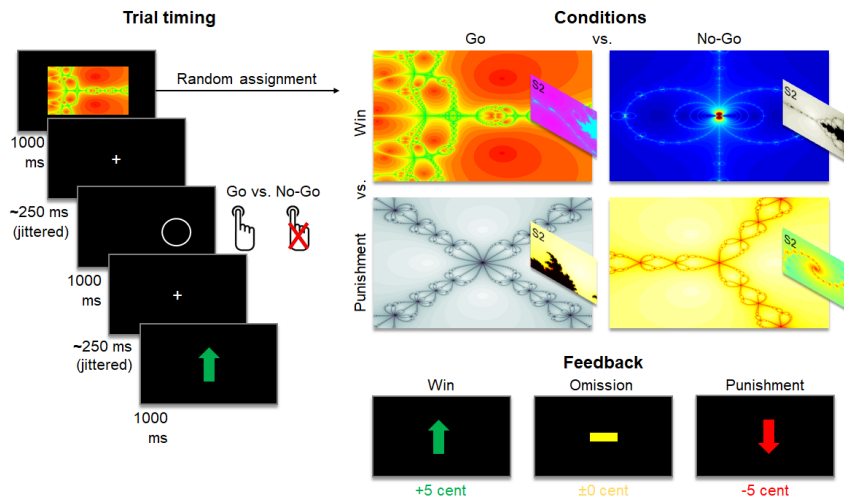 Trial timing
Random assignment
1000
ms
~250 ms
(jittered)
Go vs. No-Go
1000
ms
~250 ms
(jittered)
1000
ms
Conditions
Go
vs.
No-Go
Win
vs.
Punishment
S2
S2
S2
S2
Feedback
Win
Omission
Punishment
+5 cent
±0 cent
-5 cent